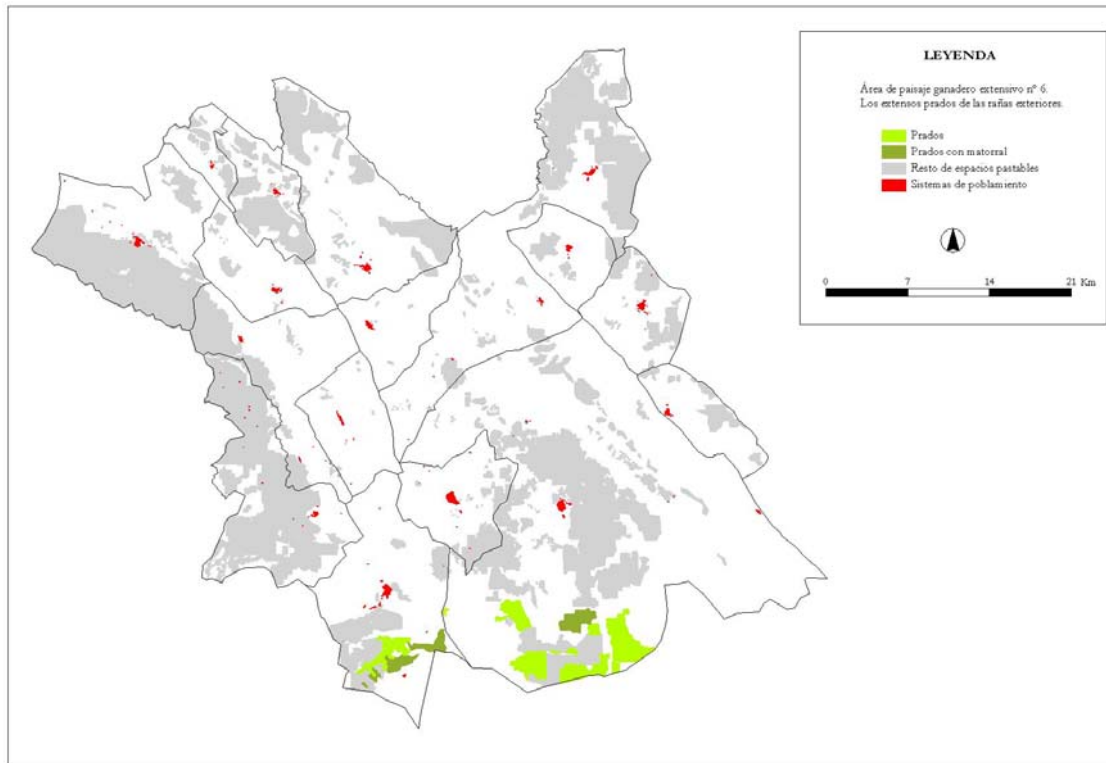 LEYENDA
Área de paisaje ganadero extensivo nº 6.
Los extensos prados de las rañas exteriores.
Prados
Prados con matorral
Resto de espacios pastables
Sistemas de poblamiento
0 7 14 21 Km